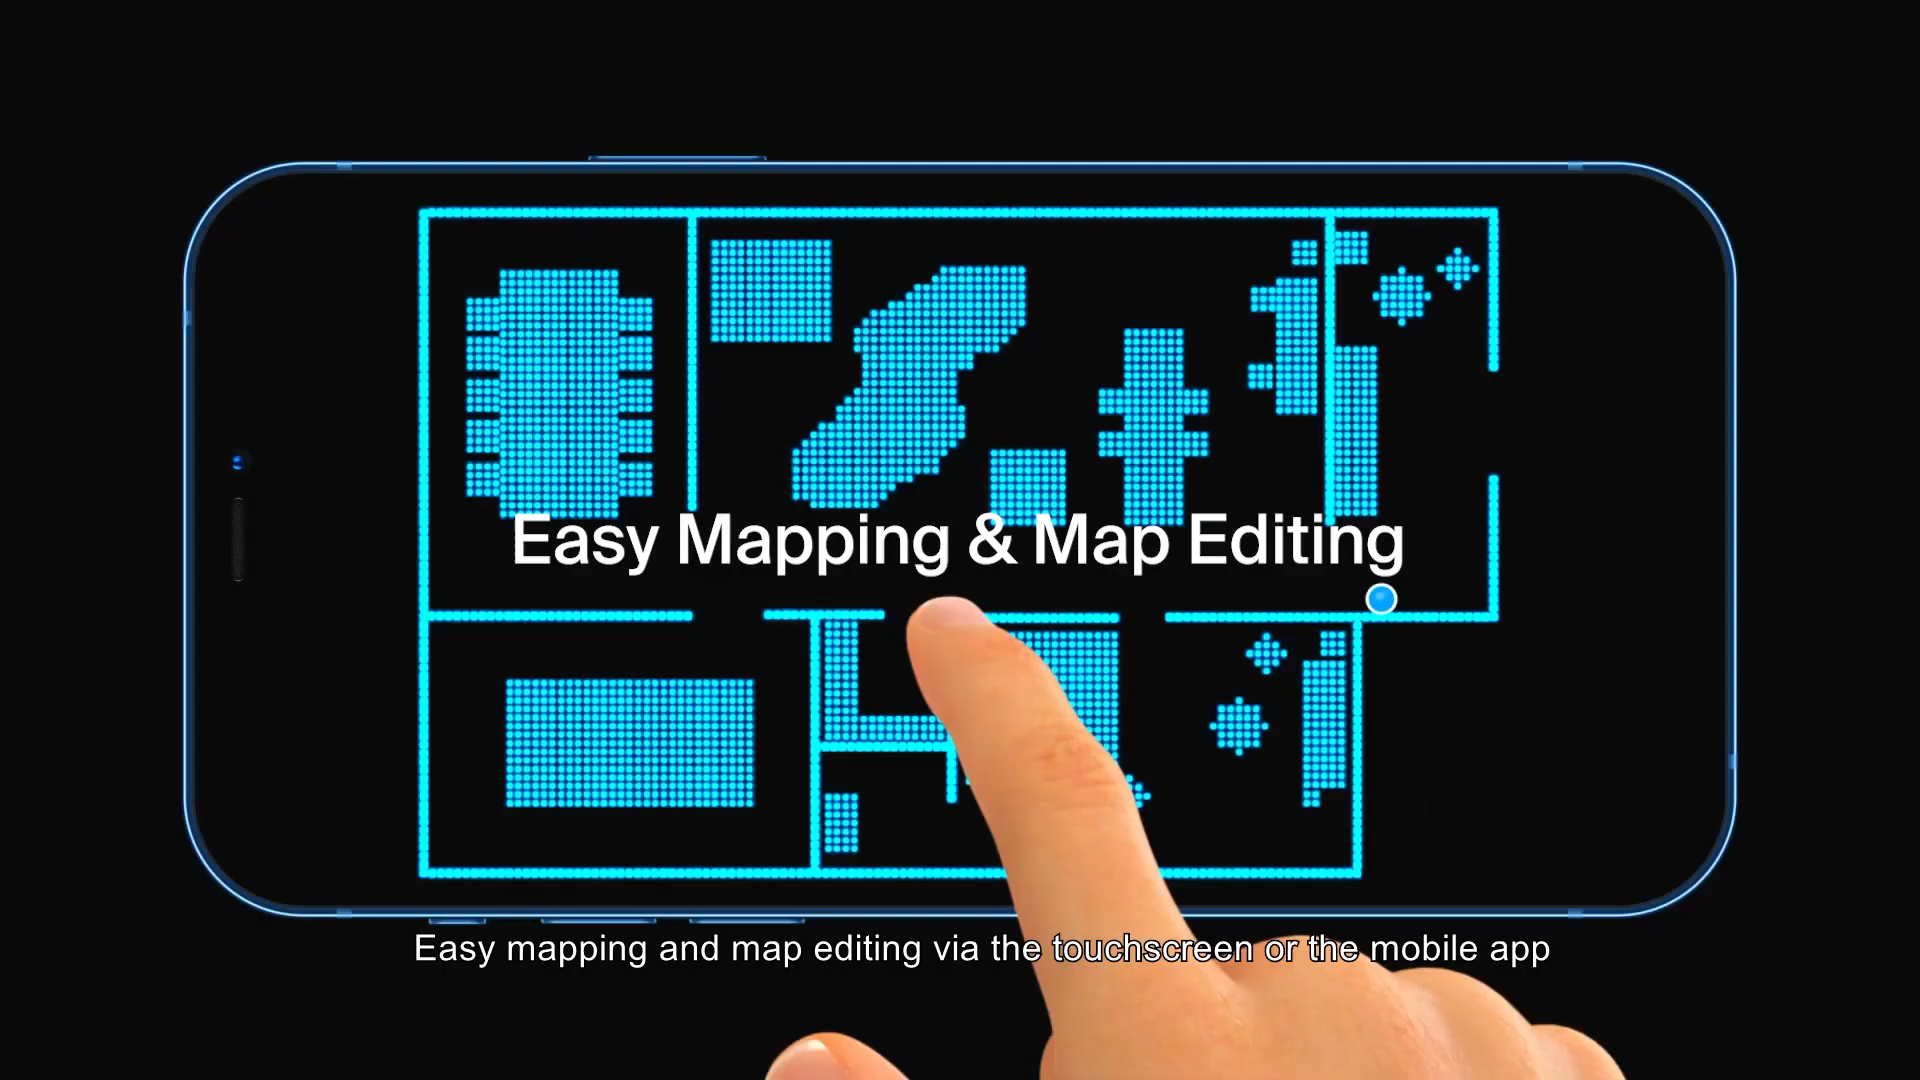 Easy Mapping & Map Editing
Easy mapping and map editing via the touchscreen or the mobile app